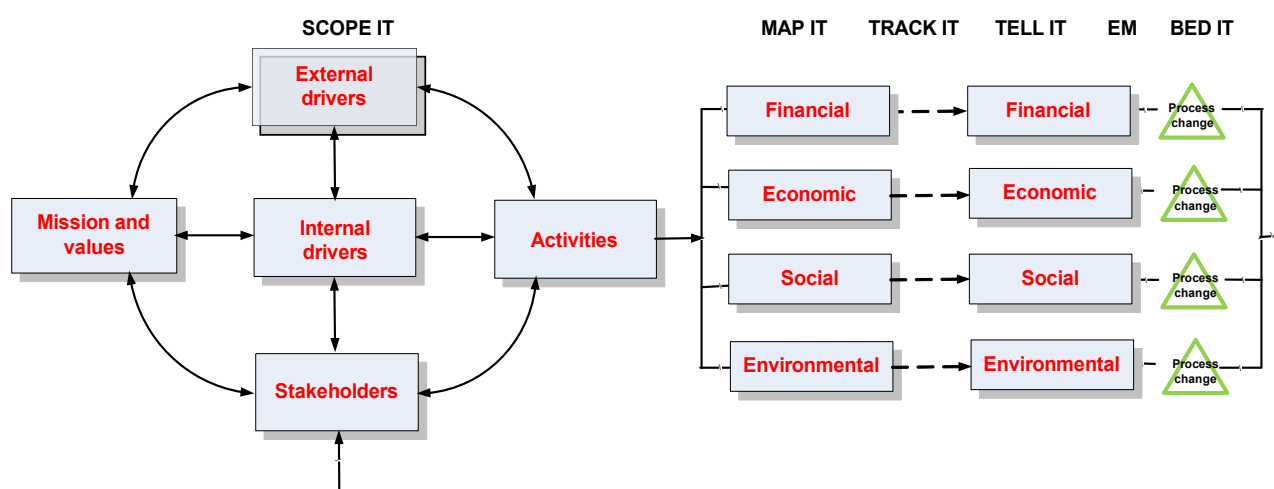 SCOPE IT
MAP IT TRACK IT TELL IT EM BED IT
External
drivers
Mission and
values
Internal
drivers
Activities
Stakeholders
Financial
Financial
Process
change
Economic
Economic
Process
change
Social
Social
Process
change
Environmental
Environmental
Process
change